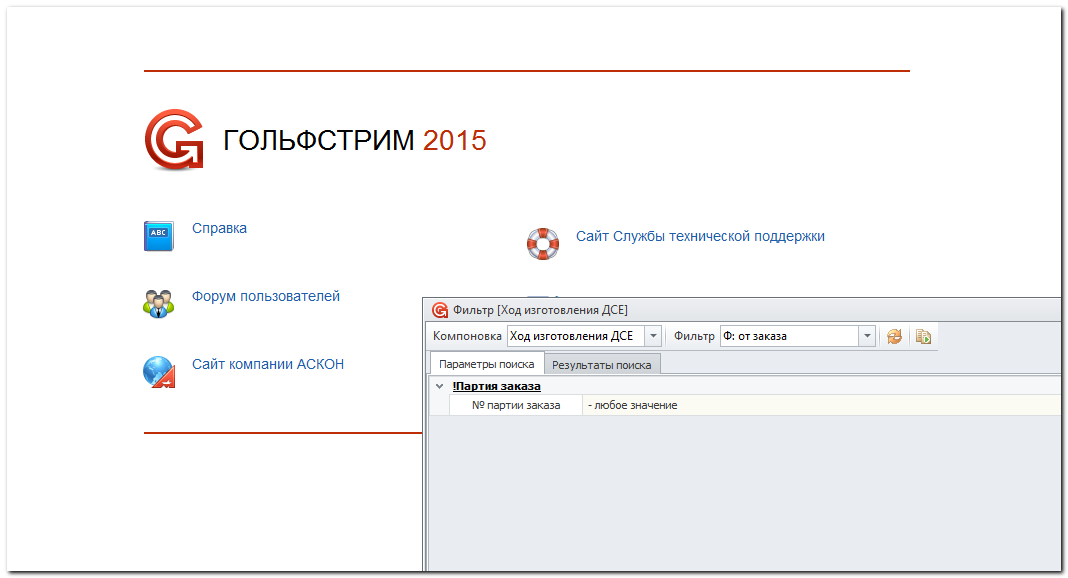 ГОЛЬФСТРИМ 2015
ABC
Справка
Сайт Службы технической поддержки
Форум пользователей
Сайт компании АСКОН
Фильтр [Ход изготовления ДСЕ]
Компоновка Ход изготовления ДСЕ Фильтр Ф: от заказа
Параметры поиска Результаты поиска
!Партия заказа
№ партии заказа - любое значение